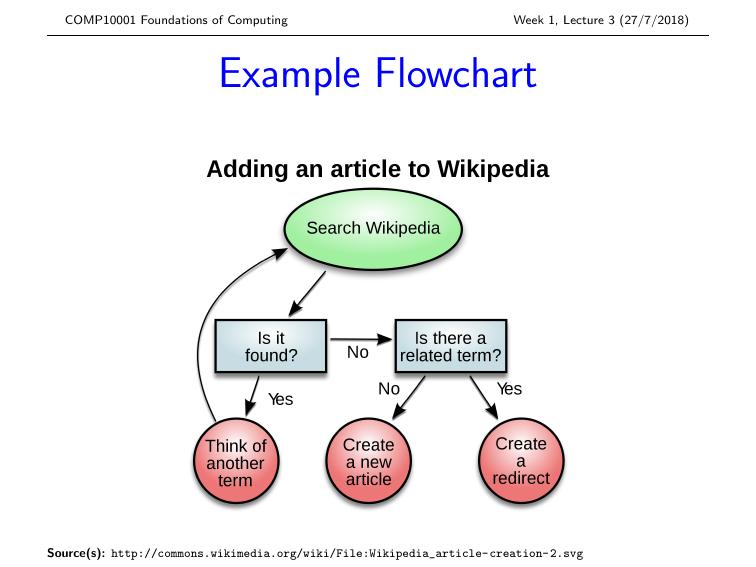 COMP10001 Foundations of Computing
Week 1, Lecture 3 (27/7/2018)
Example Flowchart
Adding an article to Wikipedia
Search Wikipedia
Is it
found?
No
Is there a
related term?
Yes
No
Yes
Think of
another
term
Create
a new
article
Create
a
redirect
Source(s): http://commons.wikimedia.org/wiki/File:Wikipedia_article-creation-2.svg